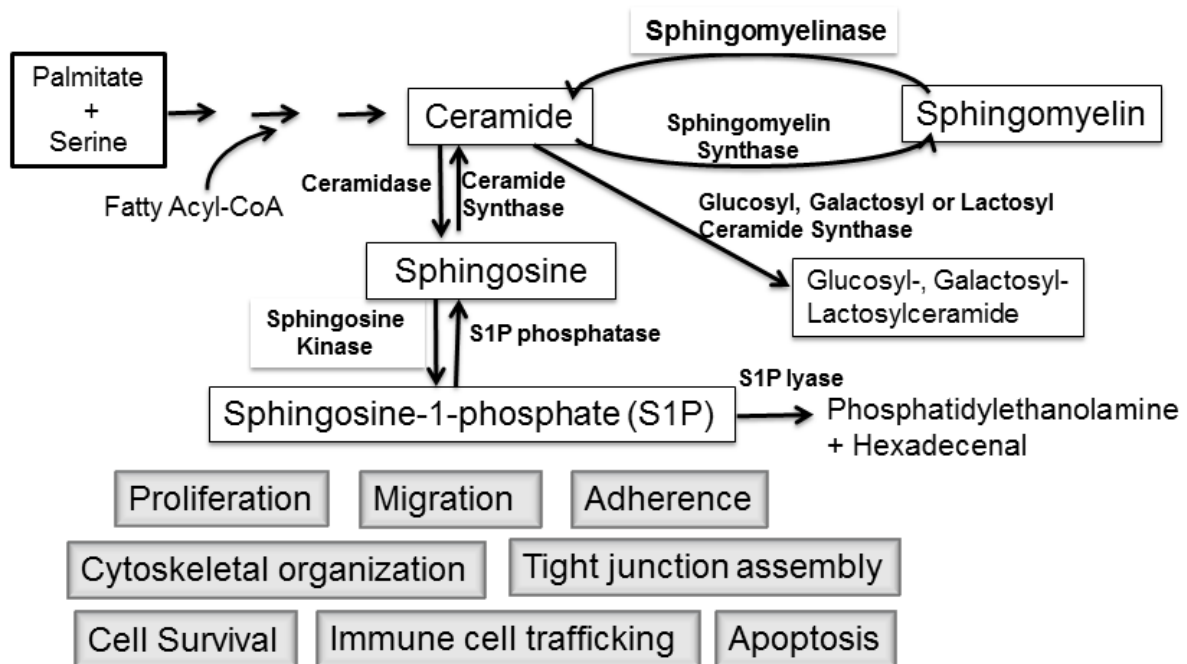 Sphingomyelinase
Palmitate
+
Serine
Ceramide
Sphingomyelin
Sphingomyelin
Synthase
Fatty Acyl-CoA
Ceramidase
Ceramide
Synthase
Glucosyl, Galactosyl or Lactosyl
Ceramide Synthase
Sphingosine
Glucosyl-, Galactosyl-
Lactosylceramide
Sphingosine
Kinase
S1P phosphatase
S1P lyase
Sphingosine-1-phosphate (S1P)
Phosphatidylethanolamine
+ Hexadecenal
Proliferation
Migration
Adherence
Cytoskeletal organization
Tight junction assembly
Cell Survival
Immune cell trafficking
Apoptosis